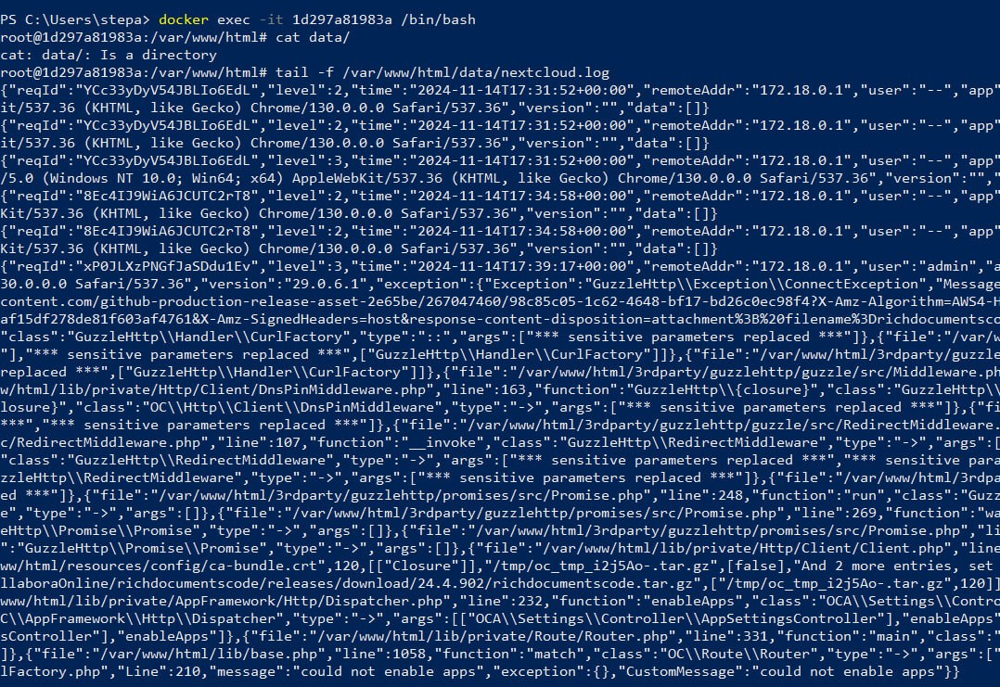 PS C:\Users\stepa> docker exec -it 1d297a81983a /bin/bash
root@1d297a81983a:/var/www/html# cat data/
cat: data/: Is a directory
root@1d297a81983a:/var/www/html# tail -f /var/www/html/data/nextcloud.log
{"reqId":"YCc33yDyV54JBLIo6EdL","level":2,"time":"2024-11-14T17:31:52+00:00","remoteAddr":"172.18.0.1","user":"--","app"
it/537.36 (KHTML, like Gecko) Chrome/130.0.0.0 Safari/537.36","version":"","data":[]}
{"reqId":"YCc33yDyV54JBLIo6EdL","level":2,"time":"2024-11-14T17:31:52+00:00","remoteAddr":"172.18.0.1","user":"--","app"
it/537.36 (KHTML, like Gecko) Chrome/130.0.0.0 Safari/537.36","version":"","data":[]}
{"reqId":"YCc33yDyV54JBLIo6EdL","level":3,"time":"2024-11-14T17:31:52+00:00","remoteAddr":"172.18.0.1","user":"--","app"
/5.0 (Windows NT 10.0; Win64; x64) AppleWebKit/537.36 (KHTML, like Gecko) Chrome/130.0.0.0 Safari/537.36","version":"","
{"reqId":"8Ec4IJ9WiA6JCUTC2rT8","level":2,"time":"2024-11-14T17:34:58+00:00","remoteAddr":"172.18.0.1","user":"--","app"
Kit/537.36 (KHTML, like Gecko) Chrome/130.0.0.0 Safari/537.36","version":"","data":[]}
{"reqId":"8Ec4IJ9WiA6JCUTC2rT8","level":2,"time":"2024-11-14T17:34:58+00:00","remoteAddr":"172.18.0.1","user":"--","app"
Kit/537.36 (KHTML, like Gecko) Chrome/130.0.0.0 Safari/537.36","version":"","data":[]}
{"reqId":"xP0JLXzPNGfJaSDdu1Ev","level":3,"time":"2024-11-14T17:39:17+00:00","remoteAddr":"172.18.0.1","user":"admin","a
30.0.0.0 Safari/537.36","version":"29.0.6.1","exception":{"Exception":"GuzzleHttp\\Exception\\ConnectException","Message
content.com/github-production-release-asset-2e65be/267047460/98c85c05-1c62-4648-bf17-bd26c0ec98f4?X-Amz-Algorithm=AWS4-H
af15df278de81f603af4761&X-Amz-SignedHeaders=host&response-content-disposition=attachment%3B%20filename%3Drichdocumentsco
"class":"GuzzleHttp\\Handler\\CurlFactory","type":"::","args":["*** sensitive parameters replaced ***"]},{"file":"/var/w
"],"*** sensitive parameters replaced ***",["GuzzleHttp\\Handler\\CurlFactory"]]},{"file":"/var/www/html/3rdparty/guzzle
replaced ***",["GuzzleHttp\\Handler\\CurlFactory"]]},{"file":"/var/www/html/3rdparty/guzzlehttp/guzzle/src/Middleware.ph
w/html/lib/private/Http/Client/DnsPinMiddleware.php","line":163,"function":"GuzzleHttp\\{closure}","class":"GuzzleHttp\\
losure}","class":"OC\\Http\\Client\\DnsPinMiddleware","type":"->","args":["*** sensitive parameters replaced ***"]},{"fi
***","*** sensitive parameters replaced ***"]},{"file":"/var/www/html/3rdparty/guzzlehttp/guzzle/src/RedirectMiddleware.
c/RedirectMiddleware.php","line":107,"function":"__invoke","class":"GuzzleHttp\\RedirectMiddleware","type":"->","args":[
"class":"GuzzleHttp\\RedirectMiddleware","type":"->","args":["*** sensitive parameters replaced ***","*** sensitive para
zzleHttp\\RedirectMiddleware","type":"->","args":["*** sensitive parameters replaced ***"]},{"file":"/var/www/html/3rdpa
ed ***"]},{"file":"/var/www/html/3rdparty/guzzlehttp/promises/src/Promise.php","line":248,"function":"run","class":"Guzz
e","type":"->","args":[]},{"file":"/var/www/html/3rdparty/guzzlehttp/promises/src/Promise.php","line":269,"function":"wa
eHttp\\Promise\\Promise","type":"->","args":[]},{"file":"/var/www/html/3rdparty/guzzlehttp/promises/src/Promise.php","li
":"GuzzleHttp\\Promise\\Promise","type":"->","args":[]},{"file":"/var/www/html/lib/private/Http/Client/Client.php","line
ww/html/resources/config/ca-bundle.crt",120,[["Closure"]],"/tmp/oc_tmp_i2j5Ao-.tar.gz",[false],"And 2 more entries, set 
llaboraOnline/richdocumentscode/releases/download/24.4.902/richdocumentscode.tar.gz",["/tmp/oc_tmp_i2j5Ao-.tar.gz",120]]
www/html/lib/private/AppFramework/Http/Dispatcher.php","line":232,"function":"enableApps","class":"OCA\\Settings\\Contro
C\\AppFramework\\Http\\Dispatcher","type":"->","args":[["OCA\\Settings\\Controller\\AppSettingsController"],"enableApps"
sController"],"enableApps"]},{"file":"/var/www/html/lib/private/Route/Router.php","line":331,"function":"main","class":"
]},{"file":"/var/www/html/lib/base.php","line":1058,"function":"match","class":"OC\\Route\\Router","type":"->","args":["
lFactory.php","Line":210,"message":"could not enable apps","exception":{},"CustomMessage":"could not enable apps"}}